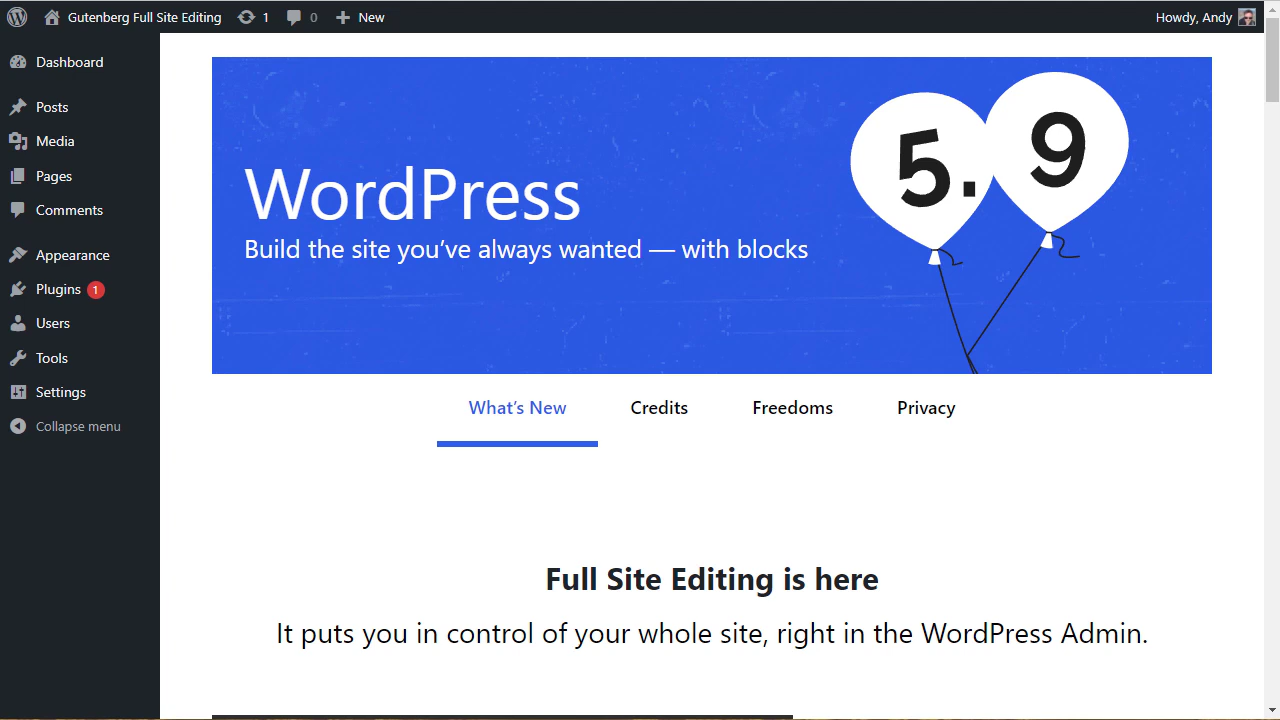 Gutenberg Full Site Editing 1 0 New Howdy, Andy
Dashboard
Posts
Media
Pages
Comments
Appearance
Plugins 1
Users
Tools
Settings
Collapse menu
WordPress
Build the site you’ve always wanted — with blocks
5.9
What’s New Credits Freedoms Privacy
Full Site Editing is here
It puts you in control of your whole site, right in the WordPress Admin.